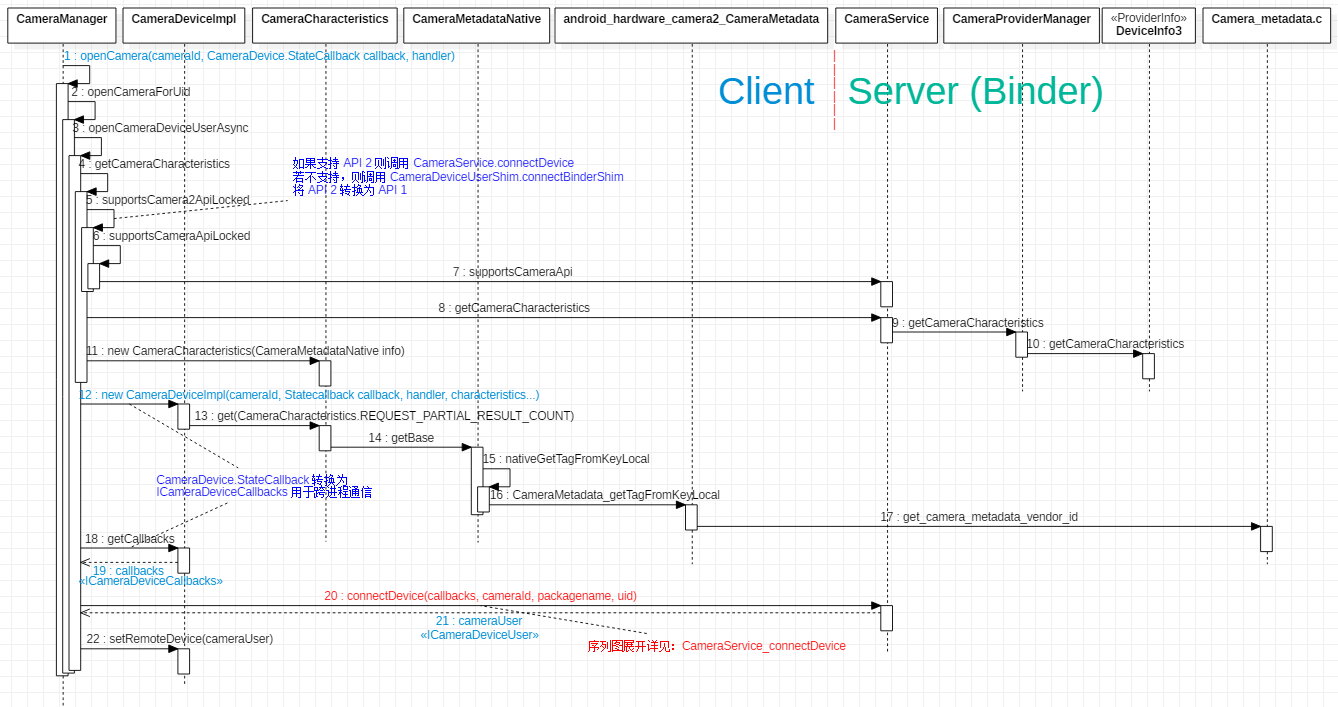 CameraManager
CameraDeviceImpl
CameraCharacteristics
CameraMetadataNative
android_hardware_camera2_CameraMetadata
CameraService
CameraProviderManager
«ProviderInfo»
DeviceInfo3
Camera_metadata.c
1 : openCamera(cameraId, CameraDevice.StateCallback callback, handler)
Client
Server (Binder)
2 : openCameraForUid
3 : openCameraDeviceUserAsync
4 : getCameraCharacteristics
如果支持 API 2 则调用 CameraService.connectDevice
若不支持，则调用 CameraDeviceUserShim.connectBinderShim
将 API 2 转换为 API 1
5 : supportsCamera2ApiLocked
6 : supportsCameraApiLocked
7 : supportsCameraApi
8 : getCameraCharacteristics
9 : getCameraCharacteristics
10 : getCameraCharacteristics
11 : new CameraCharacteristics(CameraMetadataNative info)
12 : new CameraDeviceImpl(cameraId, Statecallback callback, handler, characteristics...)
13 : get(CameraCharacteristics.REQUEST_PARTIAL_RESULT_COUNT)
14 : getBase
15 : nativeGetTagFromKeyLocal
CameraDevice.StateCallback 转换为
ICameraDeviceCallbacks 用于跨进程通信
16 : CameraMetadata_getTagFromKeyLocal
17 : get_camera_metadata_vendor_id
18 : getCallbacks
19 : callbacks
«ICameraDeviceCallbacks»
20 : connectDevice(callbacks, cameraId, packagename, uid)
21 : cameraUser
«ICameraDeviceUser»
22 : setRemoteDevice(cameraUser)
序列图展开详见：CameraService_connectDevice